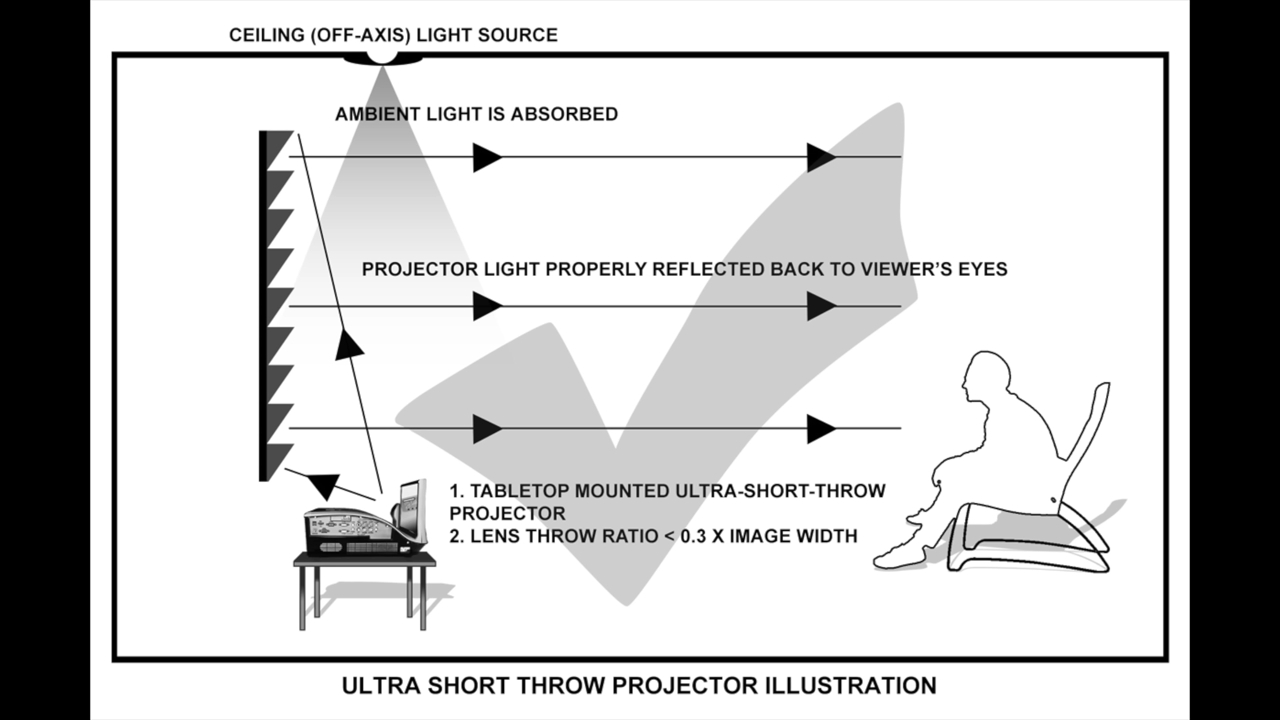 CEILING (OFF-AXIS) LIGHT SOURCE
AMBIENT LIGHT IS ABSORBED
PROJECTOR LIGHT PROPERLY REFLECTED BACK TO VIEWER'S EYES
1. TABLETOP MOUNTED ULTRA-SHORT-THROW
PROJECTOR
2. LENS THROW RATIO < 0.3 X IMAGE WIDTH
ULTRA SHORT THROW PROJECTOR ILLUSTRATION